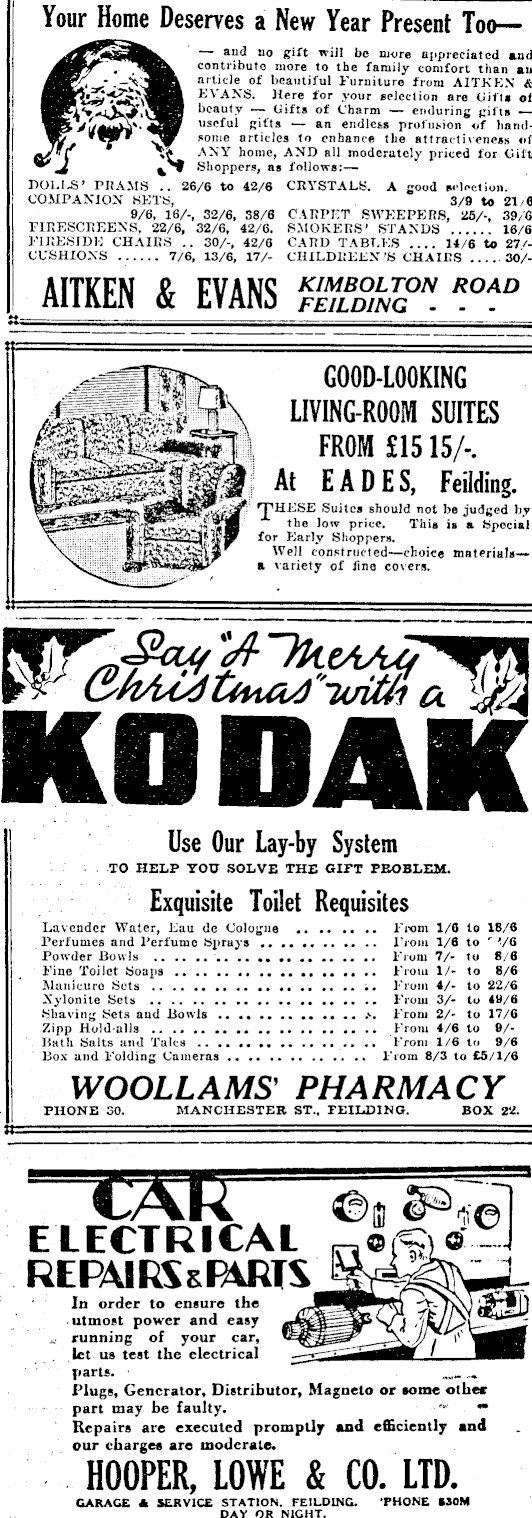 Your Home Deserves a New Year Present Too—
— and no gift will be more appreciated and
contribute more to the family comfort than an
article of beautiful Furniture from AITKEN &
EVANS. Here for your selection are Gifts of
beauty — Gifts of Charm — enduring gifts —
useful gifts — an endless profusion of hand-
some articles to enhance the attractiveness of
ANY home, AND all moderately priced for Gift
Shoppers, as follows:—
DOLLS' PRAMS .. 26/6 to 42/6
COMPANION SETS,
9/6, 16/-, 32/6, 38/6
FIRESCREENS, 22/6, 32/6, 42/6.
FIRESIDE CHAIRS .. 30/-, 42/6
CUSHIONS ...... 7/6, 13/6, 17/-
CRYSTALS. A good selection.
3/9 to 21/6
CARPET SWEEPERS, 25/-, 39/6
SMOKERS' STANDS ...... 16/6
CARD TABLES .... 14/6 to 27/-
CHILDREEN'S CHAIRS .... 30/-
AITKEN & EVANS
KIMBOLTON ROAD
FEILDING - - -
GOOD-LOOKING
LIVING-ROOM SUITES
FROM £15 15/-.
At EADES, Feilding.
THESE Suites should not be judged by
the low price. This is a Special
for Early Shoppers.
Well constructed—choice materials—
a variety of fine covers.
Say "A Merry
Christmas" with a
KODAK
Use Our Lay-by System
TO HELP YOU SOLVE THE GIFT PROBLEM.
Exquisite Toilet Requisites
Lavender Water, Eau de Cologne .. .. .. .. From 1/6 to 18/6
Perfumes and Perfume Sprays .. .. .. .. .. From 1/6 to
Powder Bowls .. .. .. .. .. .. .. .. From 7/- to 8/6
Fine Toilet Soaps .. .. .. .. .. .. .. From 1/- to 8/6
Manicure Sets .. .. .. .. .. .. .. .. From 4/- to 22/6
Xylonite Sets .. .. .. .. .. .. .. .. From 3/- to 49/6
Shaving Sets and Bowls .. .. .. .. .. .. From 2/- to 17/6
Zipp Hold-alls .. .. .. .. .. .. .. .. From 4/6 to 9/-
Bath Salts and Talcs .. .. .. .. .. .. From 1/6 to 9/6
Box and Folding Cameras .. .. .. .. .. From 8/3 to £5/1/6
WOOLLAMS' PHARMACY
PHONE 30. MANCHESTER ST., FEILDING. BOX 22.
CAR
ELECTRICAL
REPAIRS & PARTS
In order to ensure the
utmost power and easy
running of your car,
let us test the electrical
parts.
Plugs, Generator, Distributor, Magneto or some other
part may be faulty.
Repairs are executed promptly and efficiently and
our charges are moderate.
HOOPER, LOWE & CO. LTD.
GARAGE & SERVICE STATION, FEILDING. 'PHONE
DAY OR NIGHT.